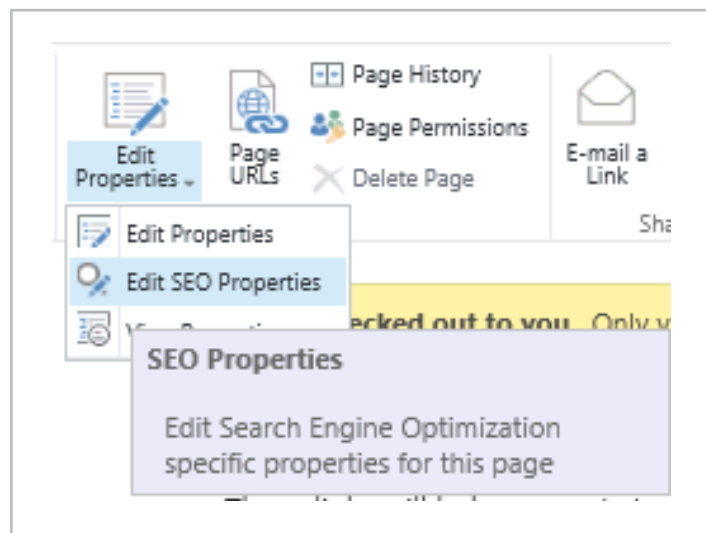 Edit
Properties
Page
URLs
Page History
Page Permissions
Delete Page
E-mail a
Link
Sha
Edit Properties
Edit SEO Properties
ecked out to you. Only y
SEO Properties
Edit Search Engine Optimization
specific properties for this page